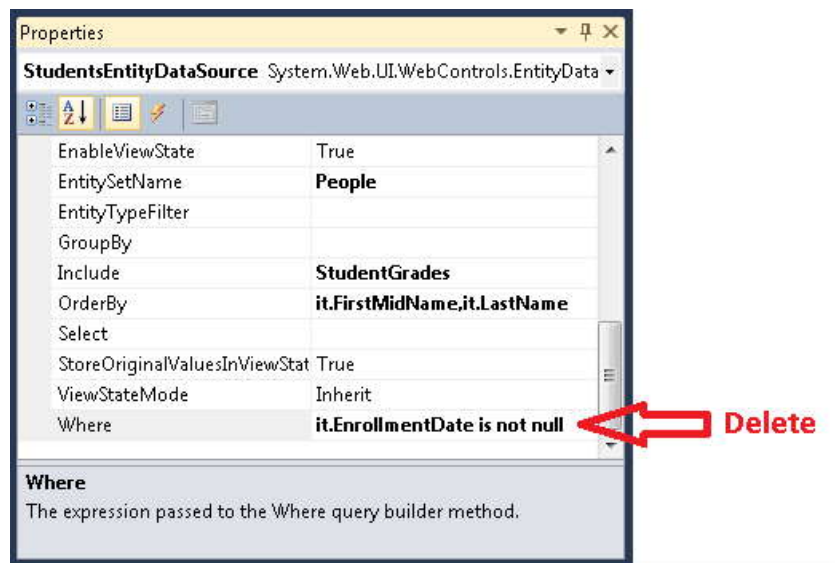 Properties
StudentsEntityDataSource System.Web.UI.WebControls.EntityData
EnableViewState True
EntitySetName People
EntityTypeFilter
GroupBy
Include StudentGrades
OrderBy it.FirstMidName,it.LastName
Select
StoreOriginalValuesInViewStat True
ViewStateMode Inherit
Where it.EnrollmentDate is not null
Delete
Where
The expression passed to the Where query builder method.